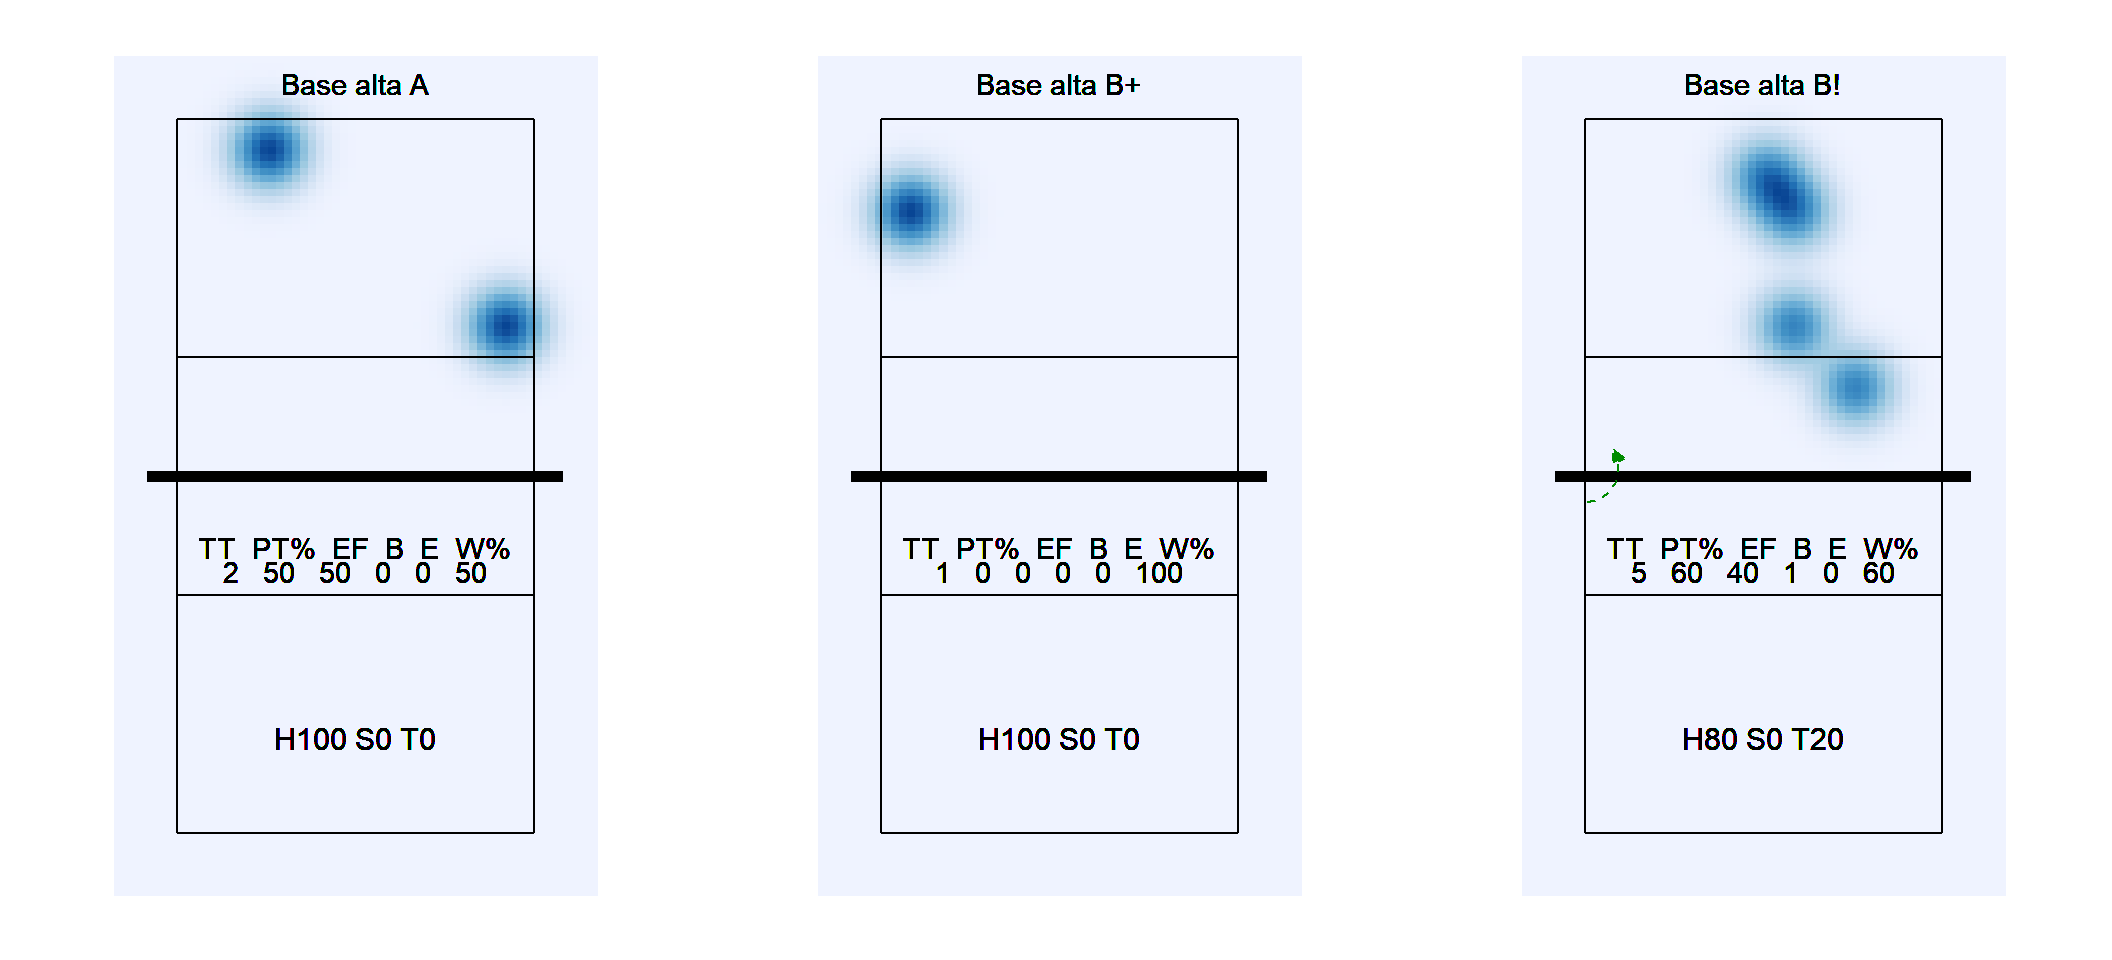 Base alta A
TT PT% EF B E W%
2 50 50 0 0 50
H100 S0 T0
Base alta B+
TT PT% EF B E W%
1 0 0 0 0 100
H100 S0 T0
Base alta B!
TT PT% EF B E W%
5 60 40 1 0 60
H80 S0 T20